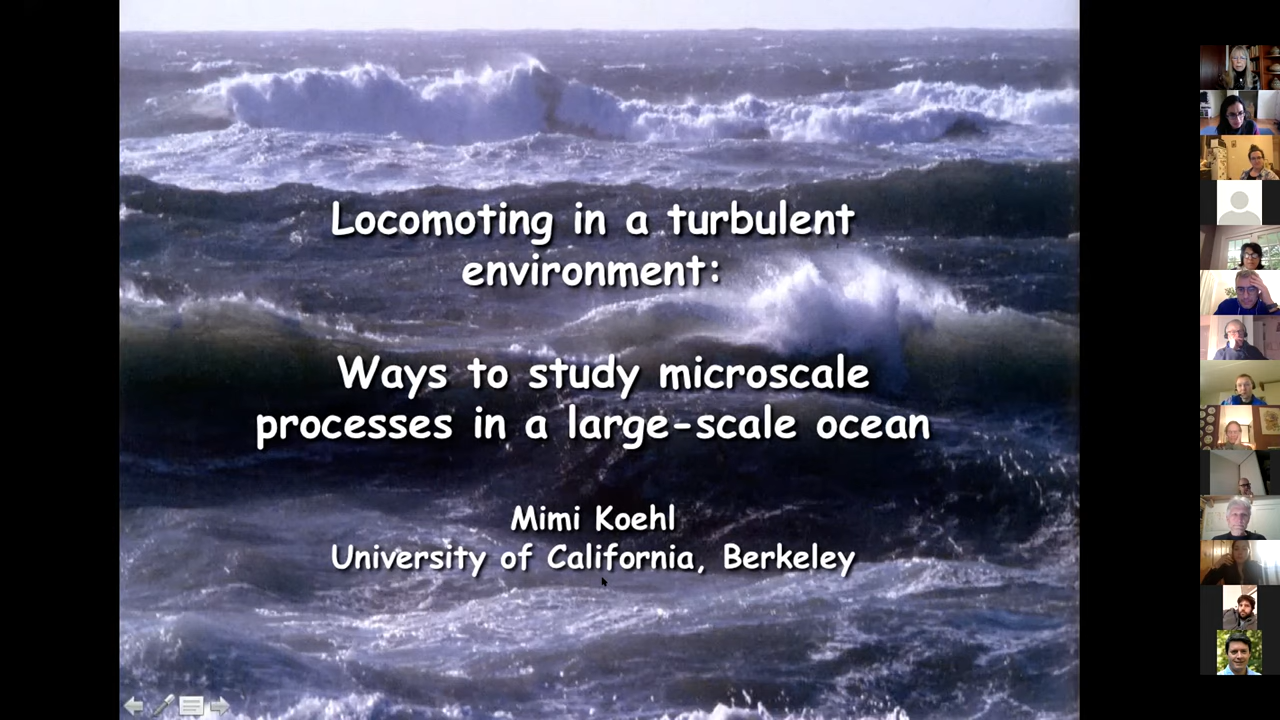 Locomoting in a turbulent
environment:
Ways to study microscale
processes in a large-scale ocean
Mimi Koehl
University of California, Berkeley